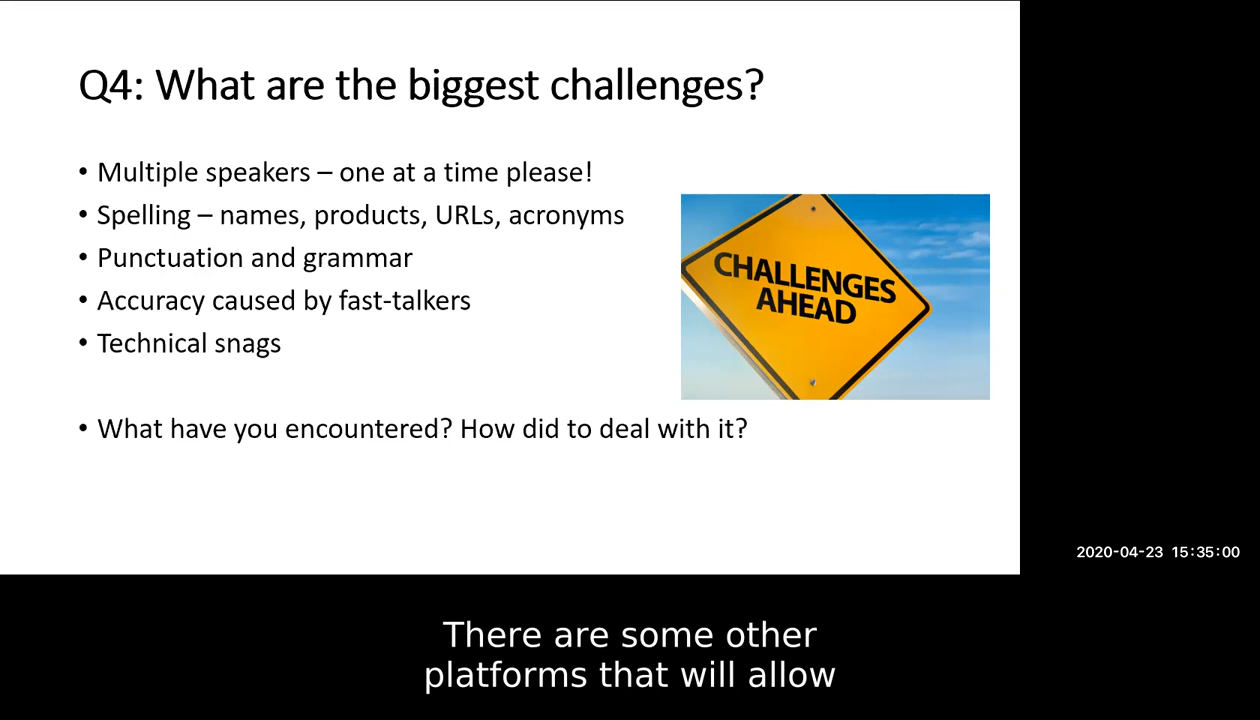 Q4: What are the biggest challenges?
• Multiple speakers – one at a time please!
• Spelling – names, products, URLs, acronyms
• Punctuation and grammar
• Accuracy caused by fast-talkers
• Technical snags
• What have you encountered? How did to deal with it?
CHALLENGES
AHEAD
2020-04-23 15:35:00
There are some other
platforms that will allow